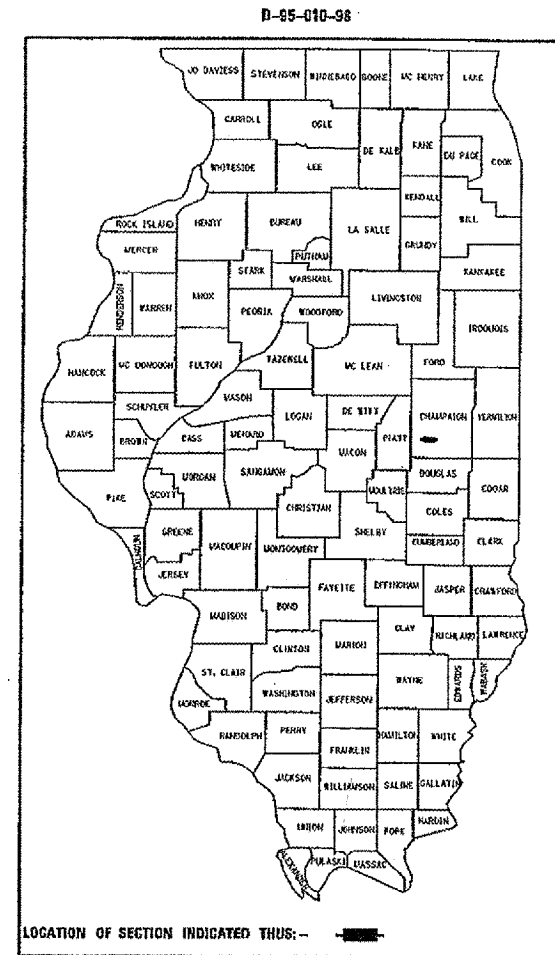 D-95-010-98
JO DAVIESS STEVENSON WINNEBAGO BOONE MC HENRY LAKE
CARROLL OGLE
DE KALB KANE DU PAGE COOK
WHITESIDE LEE
KENDALL
ROCK ISLAND HENRY BUREAU LA SALLE WILL
MERCER GRUNDY
PUTNAM
STARK MARSHALL KANKAKEE
HENDERSON WARREN KNOX PEORIA WOODFORD LIVINGSTON
IROQUOIS
HANCOCK MC DONOUGH FULTON TAZEWELL MC LEAN FORD
MASON
SCHUYLER LOGAN DE WITT CHAMPAIGN VERMILION
ADAMS BROWN CASS MENARD PIATT
MACON
PIKE SCOTT MORGAN SANGAMON DOUGLAS EDGAR
MOULTRIE
CHRISTIAN COLES
CALHOUN GREENE MACOUPIN MONTGOMERY SHELBY CUMBERLAND CLARK
JERSEY
FAYETTE EFFINGHAM JASPER CRAWFORD
MADISON BOND
CLAY RICHLAND LAWRENCE
CLINTON MARION
ST. CLAIR WAYNE EDWARDS WABASH
WASHINGTON JEFFERSON
MONROE
RANDOLPH PERRY HAMILTON WHITE
FRANKLIN
JACKSON WILLIAMSON SALINE GALLATIN
UNION JOHNSON POPE HARDIN
ALEXANDER PULASKI MASSAC
LOCATION OF SECTION INDICATED THUS:-